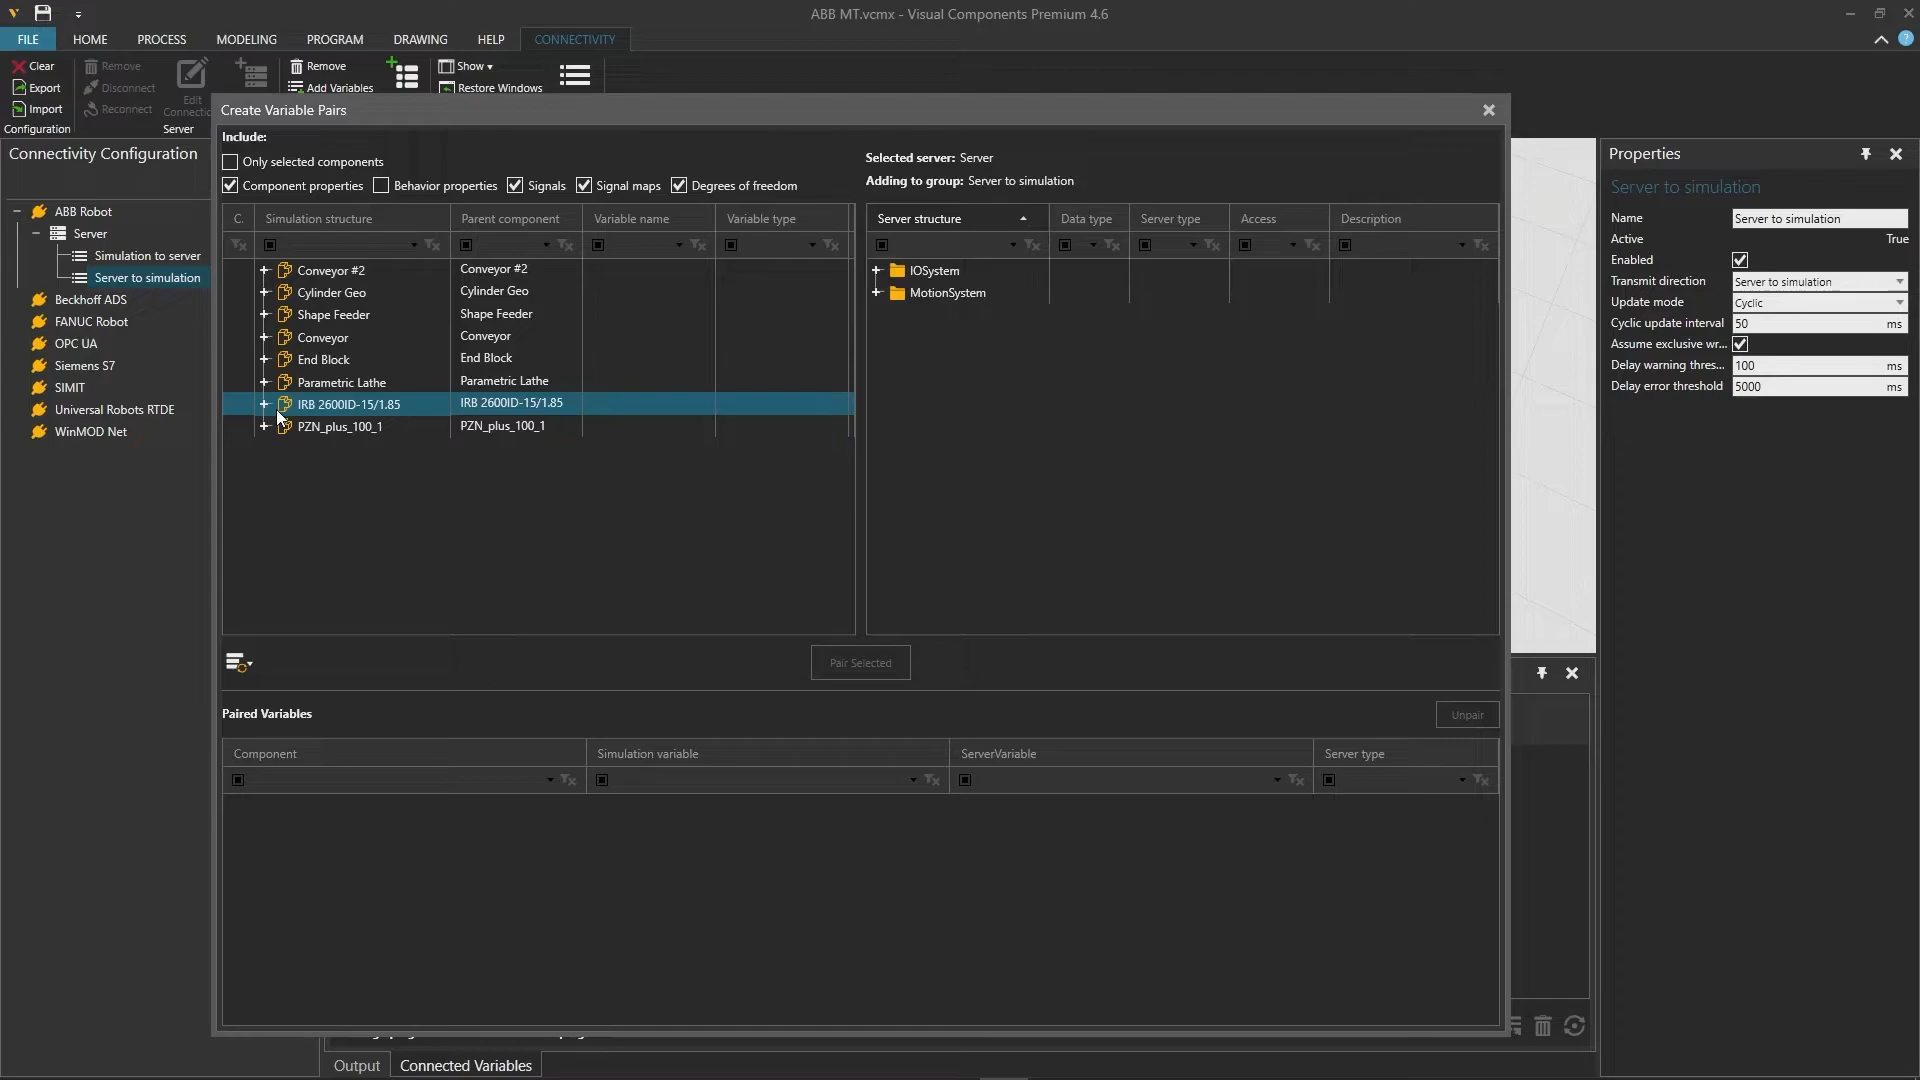 ABB MT.vcmx - Visual Components Premium 4.6
FILE HOME PROCESS MODELING PROGRAM DRAWING HELP CONNECTIVITY
Clear Remove Remove Show
Export Disconnect Edit Add Variables Restore Windows
Import Reconnect Connectic
Configuration Server
Connectivity Configuration
ABB Robot
Server
Simulation to server
Server to simulation
Beckhoff ADS
FANUC Robot
OPC UA
Siemens S7
SIMIT
Universal Robots RTDE
WinMOD Net
Create Variable Pairs
Include:
Only selected components
Component properties Behavior properties Signals Signal maps Degrees of freedom
Selected server: Server
Adding to group: Server to simulation
C. Simulation structure Parent component Variable name Variable type
Conveyor #2 Conveyor #2
Cylinder Geo Cylinder Geo
Shape Feeder Shape Feeder
Conveyor Conveyor
End Block End Block
Parametric Lathe Parametric Lathe
IRB 2600ID-15/1.85 IRB 2600ID-15/1.85
PZN_plus_100_1 PZN_plus_100_1
Server structure Data type Server type Access Description
IOSystem
MotionSystem
Pair Selected
Paired Variables Unpair
Component Simulation variable ServerVariable Server type
Output Connected Variables
Properties
Server to simulation
Name Server to simulation
Active True
Enabled
Transmit direction Server to simulation
Update mode Cyclic
Cyclic update interval 50 ms
Assume exclusive wr...
Delay warning thres... 100 ms
Delay error threshold 5000 ms